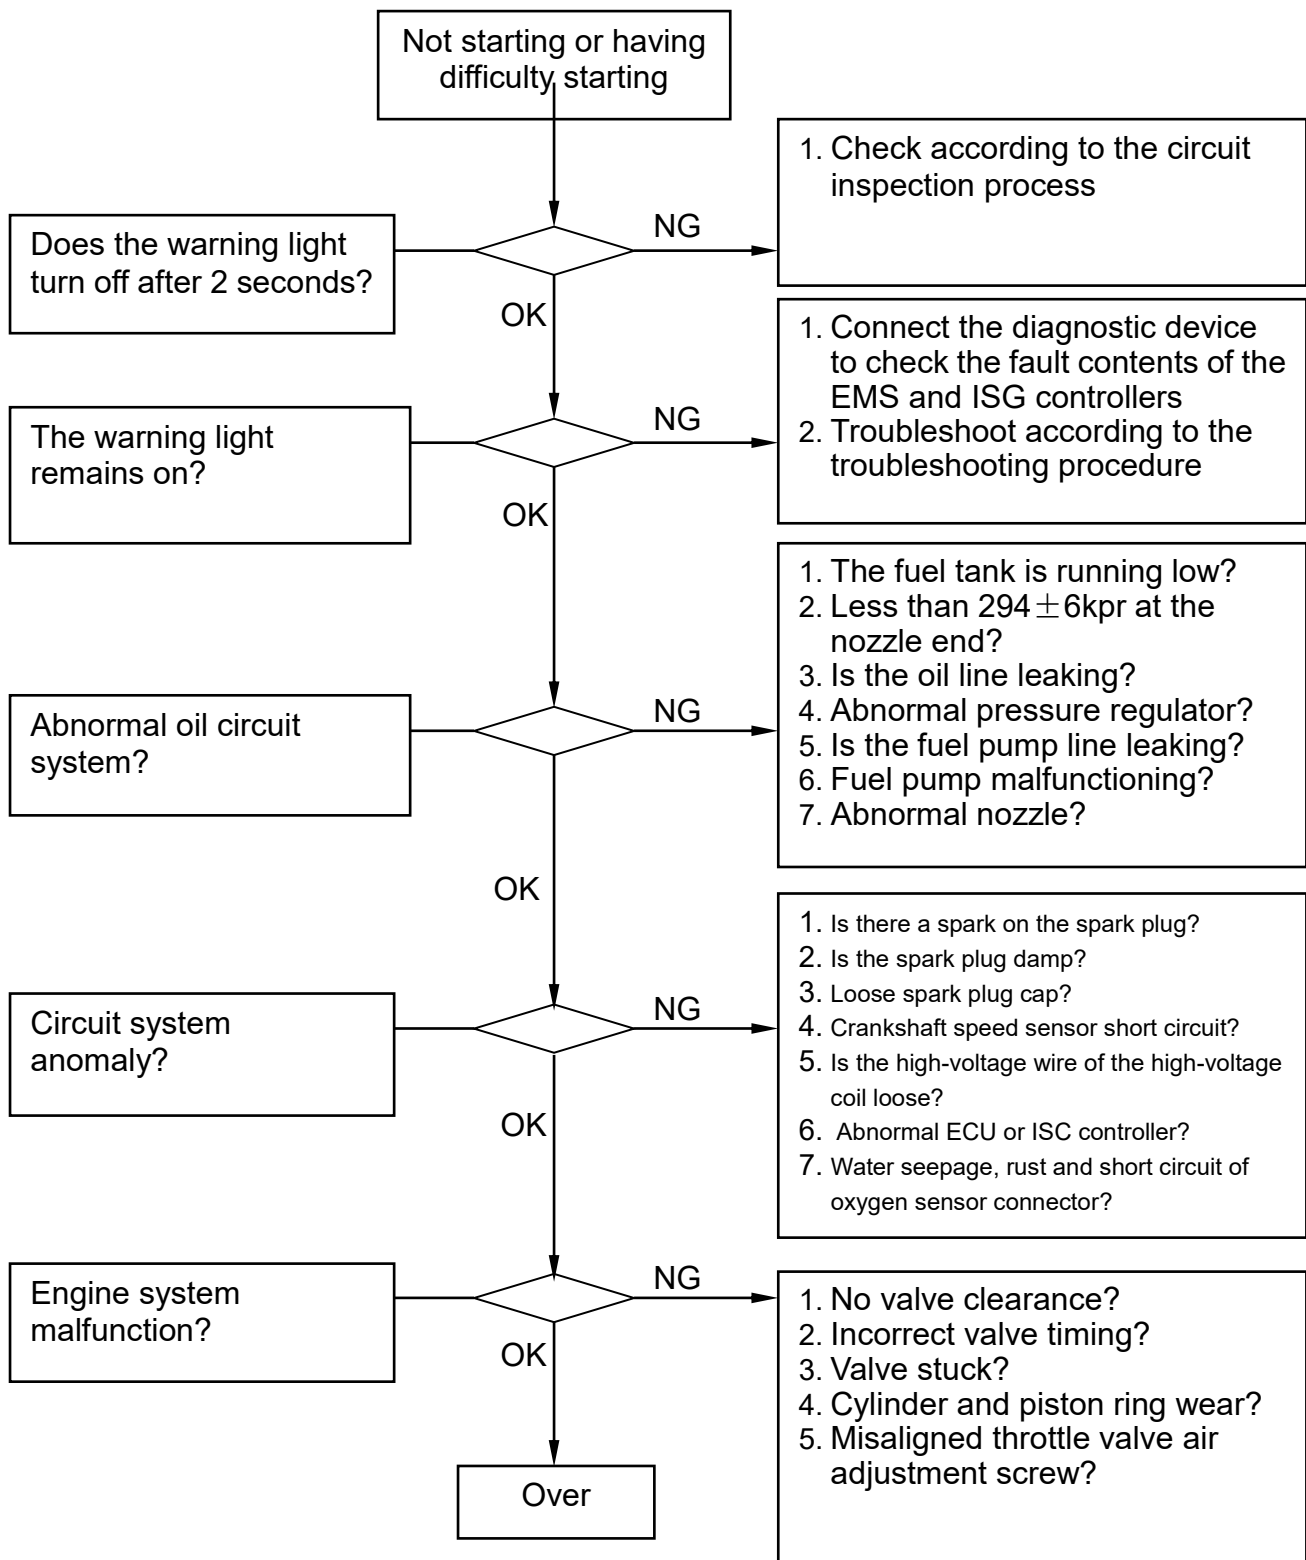 Not starting or having
difficulty starting
1. Check according to the circuit
inspection process
Does the warning light
turn off after 2 seconds?
NG
OK
1. Connect the diagnostic device
to check the fault contents of the
EMS and ISG controllers
2. Troubleshoot according to the
troubleshooting procedure
The warning light
remains on?
NG
OK
1. The fuel tank is running low?
2. Less than 294±6kpr at the
nozzle end?
3. Is the oil line leaking?
4. Abnormal pressure regulator?
5. Is the fuel pump line leaking?
6. Fuel pump malfunctioning?
7. Abnormal nozzle?
Abnormal oil circuit
system?
NG
OK
1. Is there a spark on the spark plug?
2. Is the spark plug damp?
3. Loose spark plug cap?
4. Crankshaft speed sensor short circuit?
5. Is the high-voltage wire of the high-voltage
coil loose?
6. Abnormal ECU or ISC controller?
7. Water seepage, rust and short circuit of
oxygen sensor connector?
Circuit system
anomaly?
NG
OK
Engine system
malfunction?
NG
OK
1. No valve clearance?
2. Incorrect valve timing?
3. Valve stuck?
4. Cylinder and piston ring wear?
5. Misaligned throttle valve air
adjustment screw?
Over